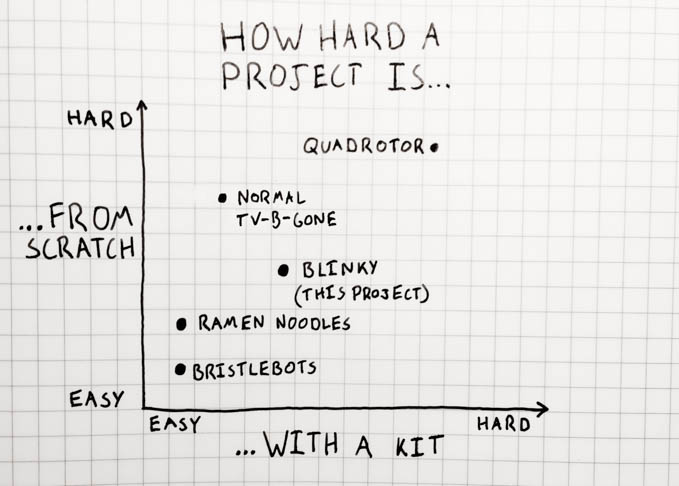 HOW HARD A
PROJECT IS...
HARD
QUADROTOR
NORMAL
TV-B-GONE
...FROM
SCRATCH
BLINKY
(THIS PROJECT)
RAMEN NOODLES
BRISTLEBOTS
EASY
EASY
HARD
...WITH A KIT